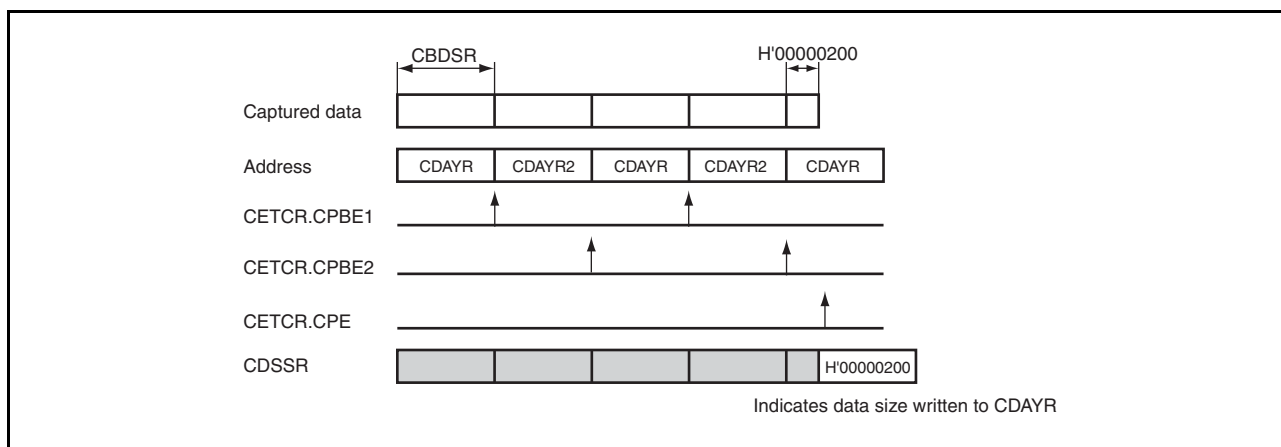 CBDSR H'00000200
Captured data
Address CDAYR CDAYR2 CDAYR CDAYR2 CDAYR
CETCR.CPBE1
CETCR.CPBE2
CETCR.CPE
CDSSR H'00000200
Indicates data size written to CDAYR